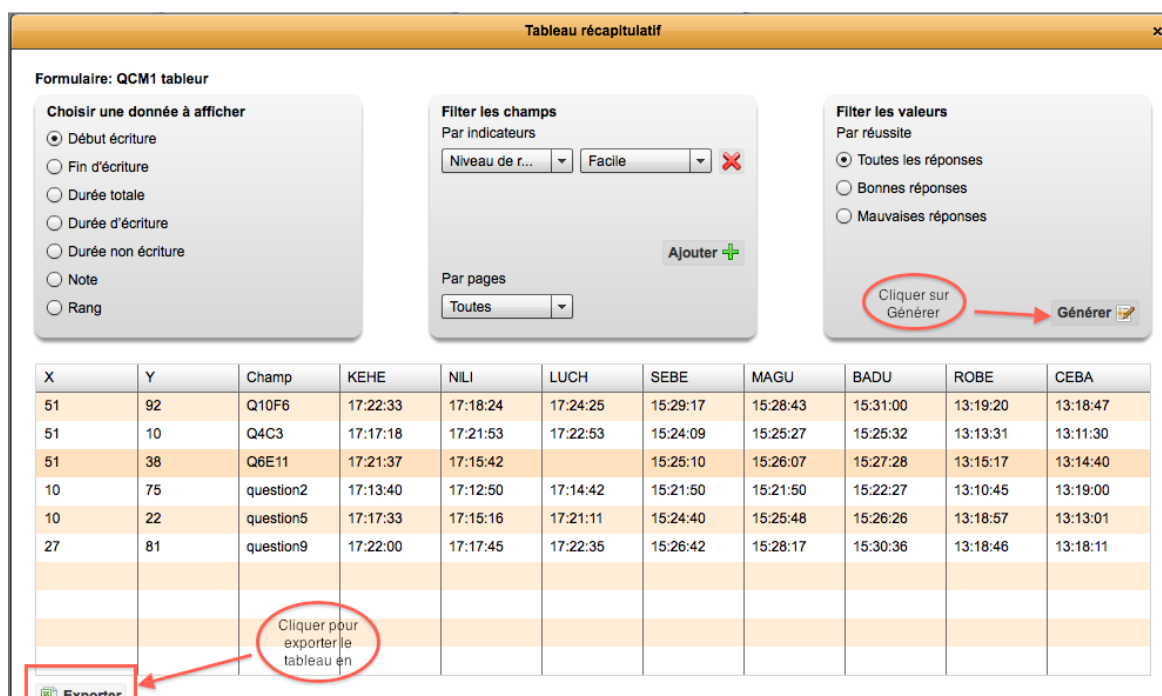 Tableau récapitulatif
Formulaire: QCM1 tableur
Choisir une donnée à afficher
Début écriture
Fin d'écriture
Durée totale
Durée d'écriture
Durée non écriture
Note
Rang
Filter les champs
Par indicateurs
Niveau de r... Facile
Ajouter
Par pages
Toutes
Filter les valeurs
Par réussite
Toutes les réponses
Bonnes réponses
Mauvaises réponses
Cliquer sur
Générer
Générer
X Y Champ KEHE NILI LUCH SEBE MAGU BADU ROBE CEBA
51 92 Q10F6 17:22:33 17:18:24 17:24:25 15:29:17 15:28:43 15:31:00 13:19:20 13:18:47
51 10 Q4C3 17:17:18 17:21:53 17:22:53 15:24:09 15:25:27 15:25:32 13:13:31 13:11:30
51 38 Q6E11 17:21:37 17:15:42 15:25:10 15:26:07 15:27:28 13:15:17 13:14:40
10 75 question2 17:13:40 17:12:50 17:14:42 15:21:50 15:21:50 15:22:27 13:10:45 13:19:00
10 22 question5 17:17:33 17:15:16 17:21:11 15:24:40 15:25:48 15:26:26 13:18:57 13:13:01
27 81 question9 17:22:00 17:17:45 17:22:35 15:26:42 15:28:17 15:30:36 13:18:46 13:18:11
Cliquer pour
exporter le
tableau en
Exporter